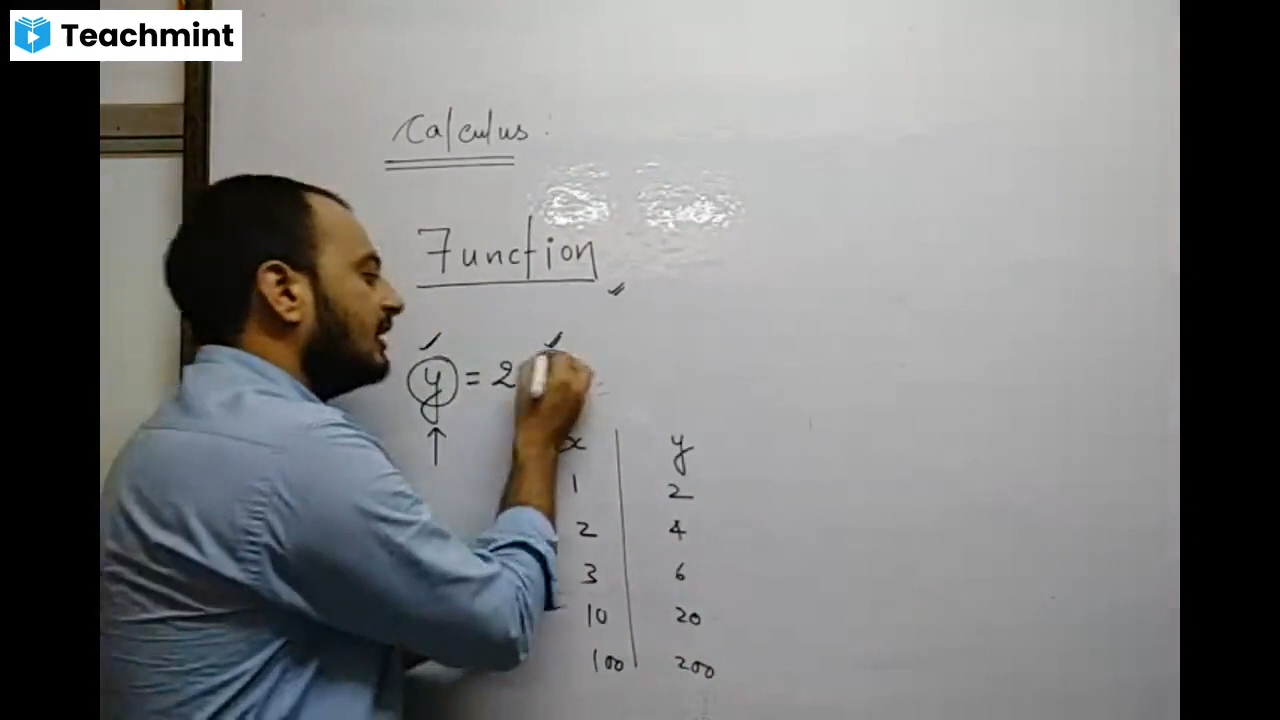 Teachmint
Calculus :
Function
y = 2
x y
1 2
2 4
3 6
10 20
100 200